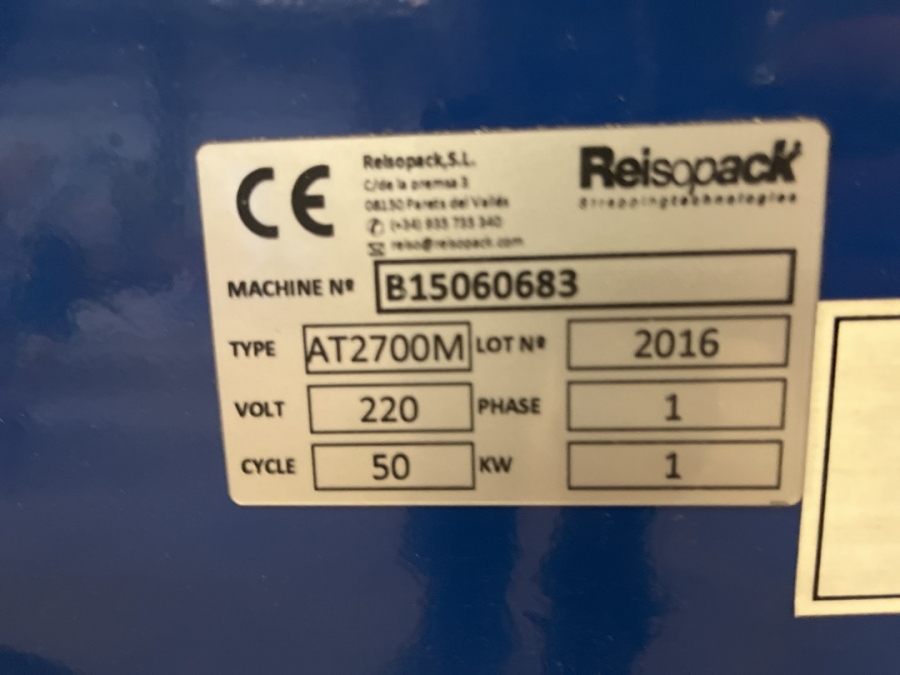 CE
Reisopack,S.L.
C/de la premsa 3
08150 Parets del Vallés
(+34) 935 733 340
reiso@reisopack.com
Reisopack
Strappingtechnologies
MACHINE Nº B15060683
TYPE AT2700M LOT Nº 2016
VOLT 220 PHASE 1
CYCLE 50 KW 1